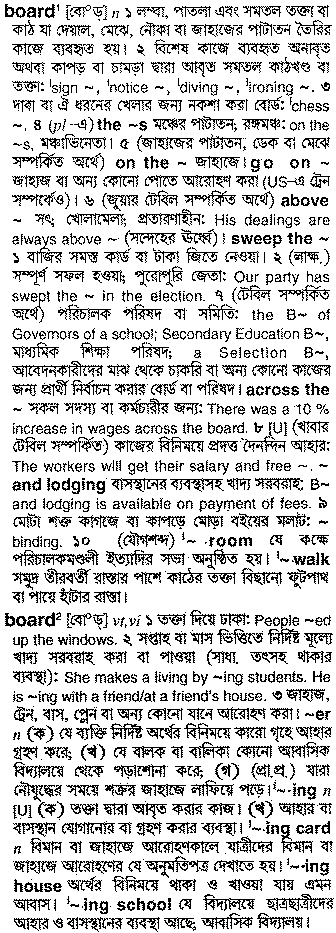 board¹ [বোড়] n ১ লম্বা, পাতলা এবং সমতল তক্তা বা
কাঠ যা দেয়াল, মেঝে, নৌকা বা জাহাজের পাটাতন তৈরির
কাজে ব্যবহৃত হয়। ২ বিশেষ কাজে ব্যবহৃত অনাবৃত
অথবা কাপড় বা চামড়া দ্বারা আবৃত সমতল কাঠখণ্ড বা
তক্তা: ˈsign ~, ˈnotice ~, ˈdiving ~, ˈironing ~. ৩
দাবা বা ঐ ধরনের খেলার জন্য নকশা করা বোর্ড: ˈchess
~. ৪ (pl -এ) the ~s মঞ্চের পাটাতন; রঙ্গমঞ্চ: on the
~s, মঞ্চাভিনেতা। ৫ (জাহাজের পাটাতন, ডেক বা মেঝে
সম্পর্কিত অর্থে) on the ~ জাহাজে। go on ~
জাহাজ বা অন্য কোনো পোতে আরোহণ করা (US-এ ট্রেন
সম্পর্কেও)। ৬ (জুয়ার টেবিল সম্পর্কিত অর্থে) above
~ সৎ; খোলামেলা; প্রতারণাহীন: His dealings are
always above ~ (সন্দেহের ঊর্ধ্বে)। sweep the ~
১ বাজির সমস্ত কার্ড বা টাকা জিতে নেওয়া। ২ (লাক্ষ.)
সম্পূর্ণ সফল হওয়া; পুরোপুরি জেতা: Our party has
swept the ~ in the election. ৭ (টেবিল সম্পর্কিত
অর্থে) পরিচালক পরিষদ বা সমিতি: the B~ of
Governors of a school; Secondary Education B~,
মাধ্যমিক শিক্ষা পরিষদ; a Selection B~,
আবেদনকারীদের মাঝ থেকে চাকরি বা অন্য কোনো কাজের
জন্য প্রার্থী নির্বাচন করার বোর্ড বা পরিষদ। across the
~ সকল সদস্য বা কর্মচারীর জন্য: There was a 10 %
increase in wages across the board. ৮ [U] (খাবার
টেবিল সম্পর্কিত) কাজের বিনিময়ে প্রদত্ত দৈনন্দিন আহার:
The workers will get their salary and free ~. ~
and lodging বাসস্থানের ব্যবস্থাসহ খাদ্য সরবরাহ: B~
and lodging is available on payment of fees. ৯
মোটা শক্ত কাগজে বা কাপড়ে মোড়া বইয়ের মলাট: ~
binding. ১০ (যৌগশব্দ) ˈ~ room যে কক্ষে
পরিচালকমণ্ডলী ইত্যাদির সভা অনুষ্ঠিত হয়। ˈ~walk
সমুদ্র তীরবর্তী রাস্তার পাশে কাঠের তক্তা বিছানো ফুটপাথ
বা পায়ে হাঁটার রাস্তা।
board² [বোড়] vt,vi ১ তক্তা দিয়ে ঢাকা: People ~ed
up the windows. ২ সপ্তাহ বা মাস ভিত্তিতে নির্দিষ্ট মূল্যে
খাদ্য সরবরাহ করা বা পাওয়া (সাধা. তৎসহ থাকার
ব্যবস্থা): She makes a living by ~ing students. He
is ~ing with a friend/at a friend's house. ৩ জাহাজ,
ট্রেন, বাস, প্লেন বা অন্য কোনো যানে আরোহণ করা। ~er
n (ক) যে ব্যক্তি নির্দিষ্ট অর্থের বিনিময়ে কারো গৃহে আহার
গ্রহণ করে; (খ) যে বালক বা বালিকা কোনো আবাসিক
বিদ্যালয়ে থেকে পড়াশোনা করে; (গ) (প্রা.প্র.) যারা
নৌযুদ্ধের সময়ে শত্রুর জাহাজে লাফিয়ে পড়ে। ˈ~ing n
[U] (ক) তক্তা দ্বারা আবৃত করার কাজ। (খ) আহার বা
বাসস্থান যোগানোর বা গ্রহণ করার ব্যবস্থা। ˈ~ing card
n বিমান বা জাহাজে আরোহণকালে যাত্রীদের বিমান বা
জাহাজে আরোহণের যে অনুমতিপত্র দেখাতে হয়। ˈ~ing
house অর্থের বিনিময়ে থাকা ও খাওয়া যায় এমন
আবাস। ˈ~ing school যে বিদ্যালয়ে ছাত্রছাত্রীদের
আহার ও বাসস্থানের ব্যবস্থা আছে; আবাসিক বিদ্যালয়।